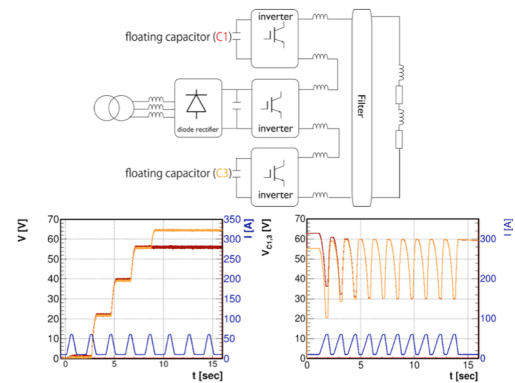 inverter
floating capacitor (C1)
diode rectifier
inverter
Filter
floating capacitor (C3)
inverter
V [V]
I [A]
70
60
50
40
30
20
10
0
350
300
250
200
150
100
50
0
0 5 10 15
t [sec]
VC1,3 [V]
I [A]
70
60
50
40
30
20
10
0
300
200
100
0
0 5 10 15
t [sec]